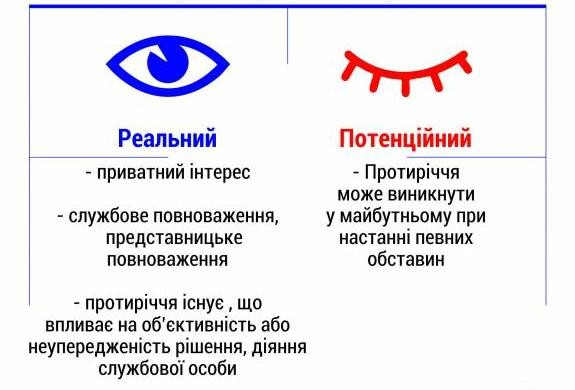 Реальний
- приватний інтерес
- службове повноваження,
представницьке
повноваження
- протиріччя існує , що
впливає на об'єктивність або
неупередженість рішення, діяння
службової особи
Потенційний
- Протиріччя
може виникнути
у майбутньому при
настанні певних
обставин